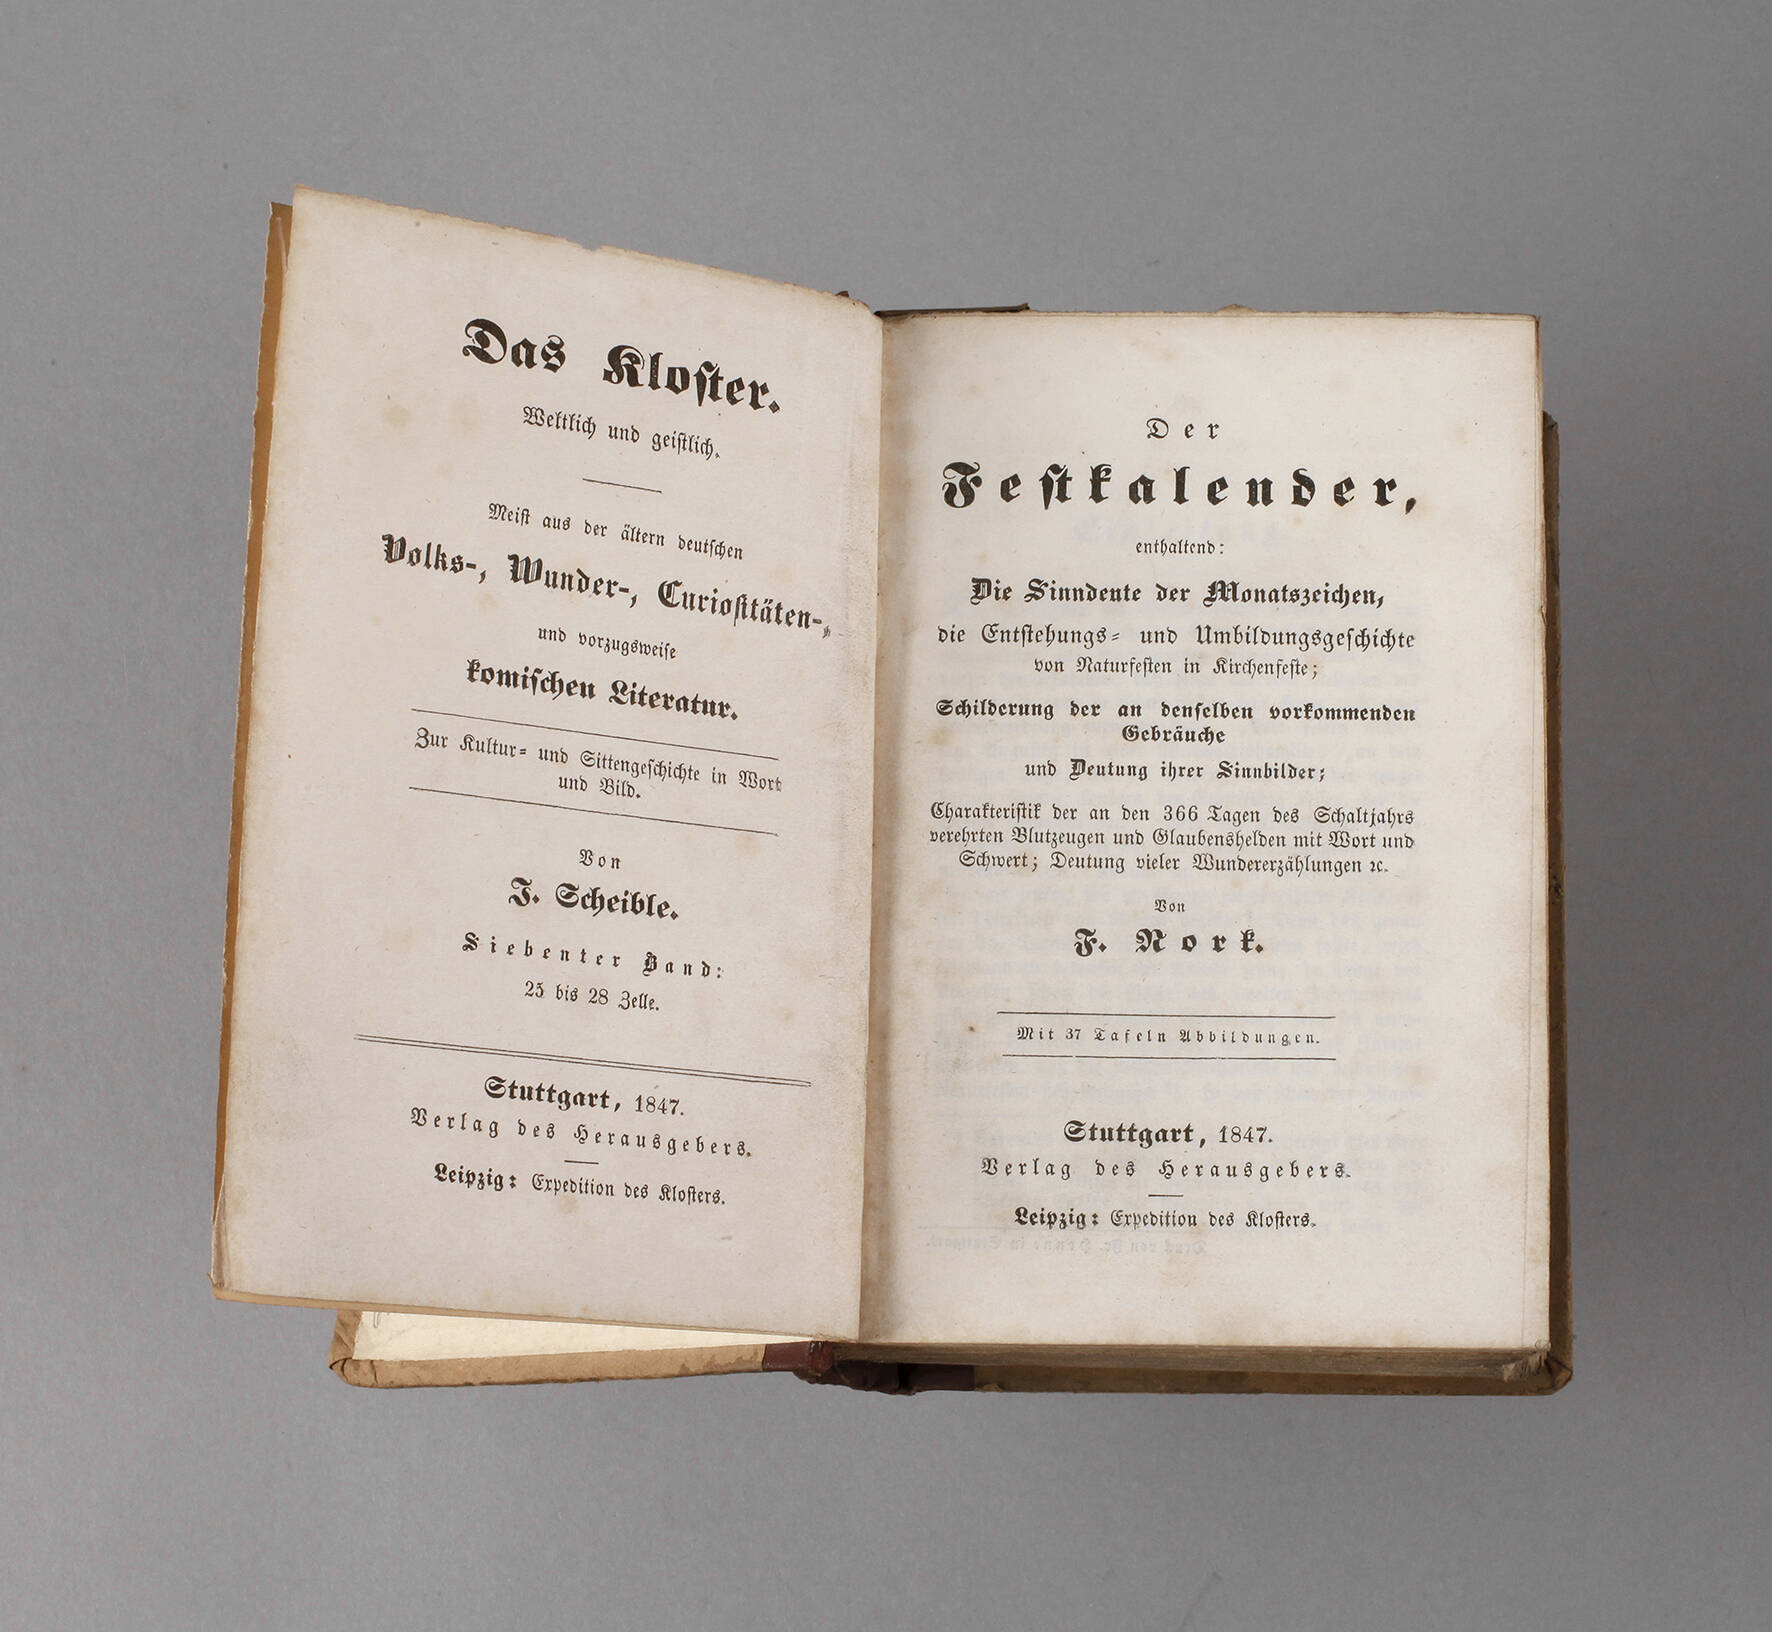 Das Kloster.
Weltlich und geistlich.
Meist aus der ältern deutschen
Volks-, Wunder-, Curiositäten-,
und vorzugsweise
komischen Literatur.
Zur Kultur- und Sittengeschichte in Wort
und Bild.
Von
J. Scheible.
Siebenter Band:
25 bis 28 Zelle.
Stuttgart, 1847.
Verlag des Herausgebers.
Leipzig: Expedition des Klosters.
Der
Festkalender,
enthaltend:
Die Sinndeute der Monatszeichen,
die Entstehungs- und Umbildungsgeschichte
von Naturfesten in Kirchenfeste;
Schilderung der an denselben vorkommenden
Gebräuche
und Deutung ihrer Sinnbilder;
Charakteristik der an den 366 Tagen des Schaltjahrs
verehrten Blutzeugen und Glaubenshelden mit Wort und
Schwert; Deutung vieler Wundererzählungen ꝛc.
Von
F. Nork.
Mit 37 Tafeln Abbildungen.
Stuttgart, 1847.
Verlag des Herausgebers.
Leipzig: Expedition des Klosters.